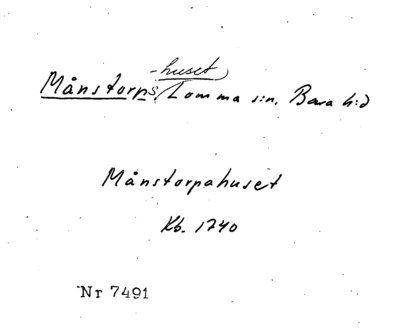 -huset
Månstorps, Lomma s:n. Bara h:d
Månstorpahuset
Kb. 1740
Nr 7491